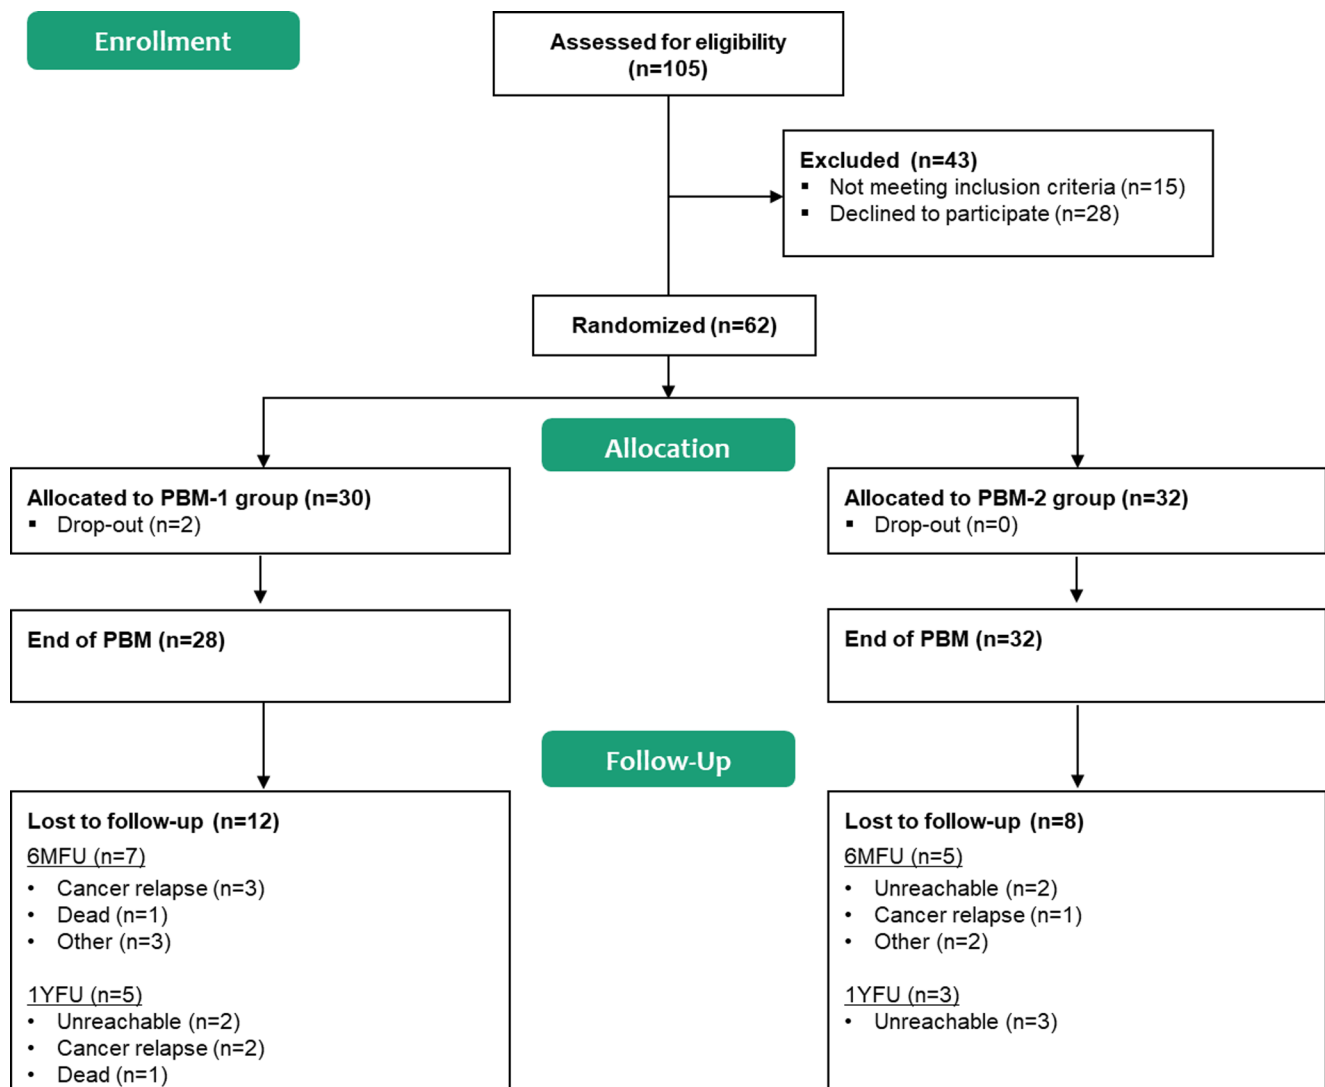 Enrollment
Assessed for eligibility
(n=105)
Excluded (n=43)
▪ Not meeting inclusion criteria (n=15)
▪ Declined to participate (n=28)
Randomized (n=62)
Allocation
Allocated to PBM-1 group (n=30)
▪ Drop-out (n=2)
Allocated to PBM-2 group (n=32)
▪ Drop-out (n=0)
End of PBM (n=28)
End of PBM (n=32)
Follow-Up
Lost to follow-up (n=12)
6MFU (n=7)
• Cancer relapse (n=3)
• Dead (n=1)
• Other (n=3)
1YFU (n=5)
• Unreachable (n=2)
• Cancer relapse (n=2)
• Dead (n=1)
Lost to follow-up (n=8)
6MFU (n=5)
• Unreachable (n=2)
• Cancer relapse (n=1)
• Other (n=2)
1YFU (n=3)
• Unreachable (n=3)